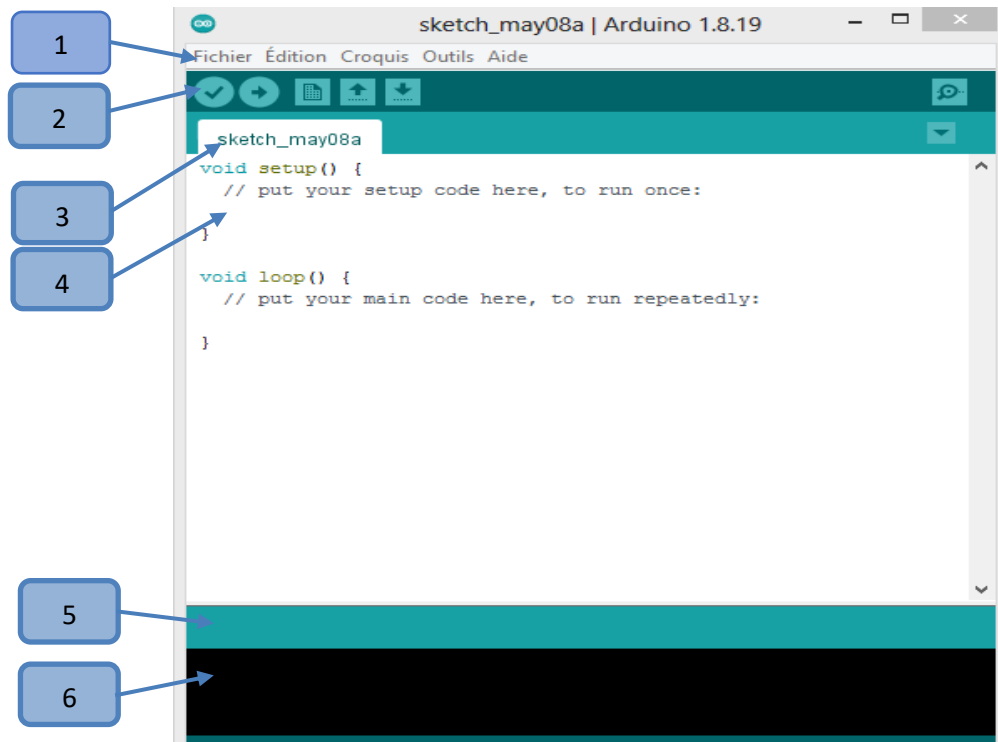 sketch_may08a | Arduino 1.8.19
1
Fichier Édition Croquis Outils Aide
2
sketch_may08a
void setup() {
// put your setup code here, to run once:
3
}
4
void loop() {
// put your main code here, to run repeatedly:
}
5
6